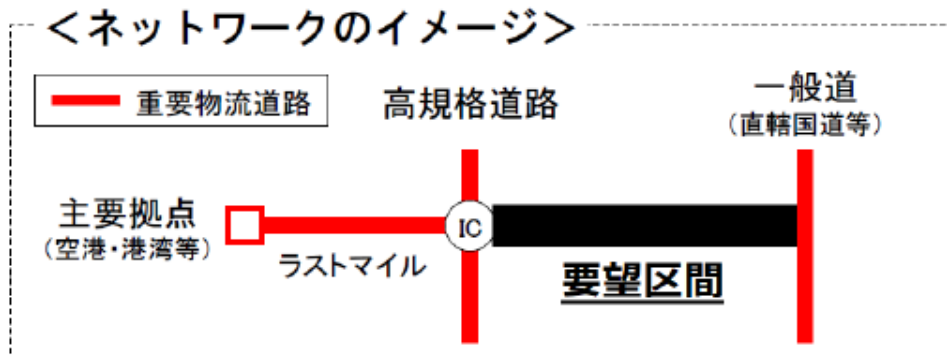 <ネットワークのイメージ>
重要物流道路
高規格道路
一般道
(直轄国道等)
主要拠点
(空港・港湾等)
IC
ラストマイル
要望区間